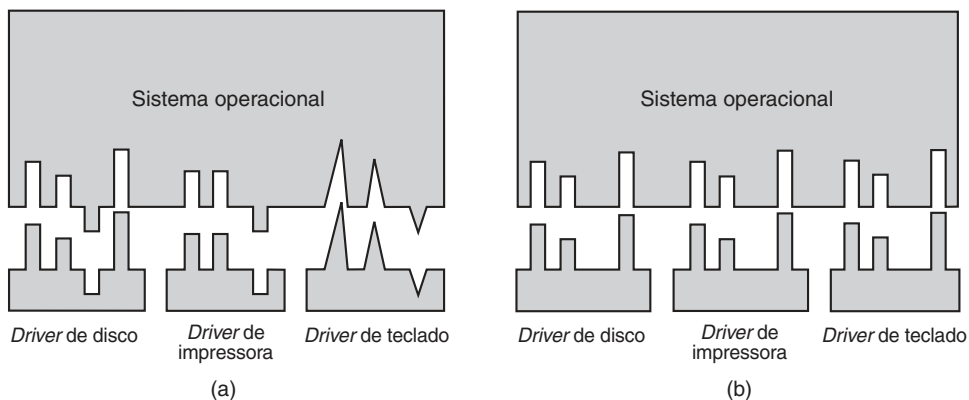 Sistema operacional
Driver de disco
Driver de
impressora
Driver de teclado
(a)
Sistema operacional
Driver de disco
Driver de
impressora
Driver de teclado
(b)